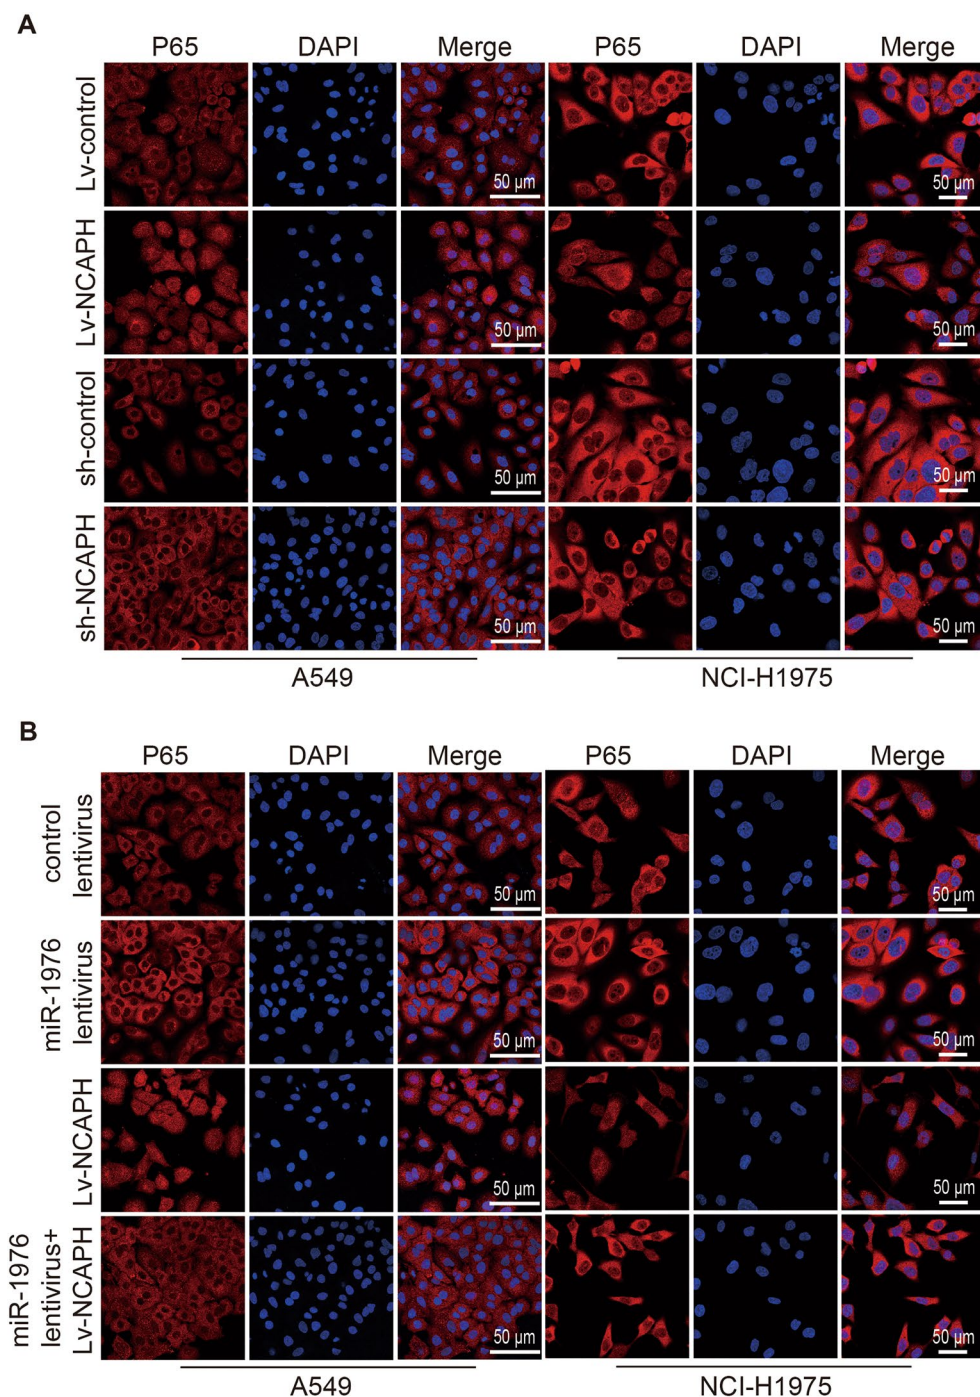 A
P65 DAPI Merge P65 DAPI Merge
Lv-control
50 µm 50 µm
Lv-NCAPH
50 µm 50 µm
sh-control
50 µm 50 µm
sh-NCAPH
50 µm 50 µm
A549 NCI-H1975
B
P65 DAPI Merge P65 DAPI Merge
control
lentivirus
50 µm 50 µm
miR-1976
lentivirus
50 µm 50 µm
Lv-NCAPH
50 µm 50 µm
miR-1976
lentivirus+
Lv-NCAPH
50 µm 50 µm
A549 NCI-H1975